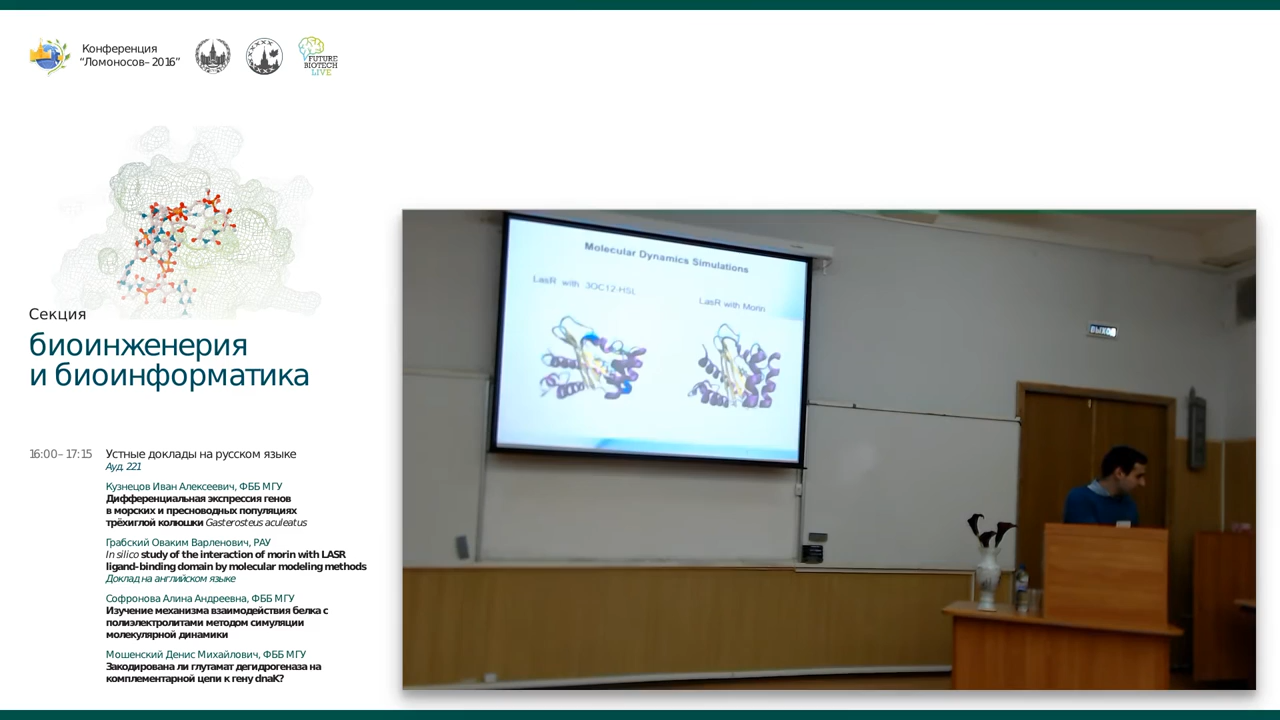 Конференция
“Ломоносов–2016”
FUTURE
BIOTECH
LIVE
Секция
биоинженерия
и биоинформатика
16:00–17:15 Устные доклады на русском языке
Ауд. 221
Кузнецов Иван Алексеевич, ФББ МГУ
Дифференциальная экспрессия генов
в морских и пресноводных популяциях
трёхиглой колюшки Gasterosteus aculeatus
Грабский Оваким Варленович, РАУ
In silico study of the interaction of morin with LASR
ligand-binding domain by molecular modeling methods
Доклад на английском языке
Софронова Алина Андреевна, ФББ МГУ
Изучение механизма взаимодействия белка с
полиэлектролитами методом симуляции
молекулярной динамики
Мошенский Денис Михайлович, ФББ МГУ
Закодирована ли глутамат дегидрогеназа на
комплементарной цепи к гену dnaK?
Molecular Dynamics Simulations
LasR with 3OC12-HSL
LasR with Morin
ВЫХОД